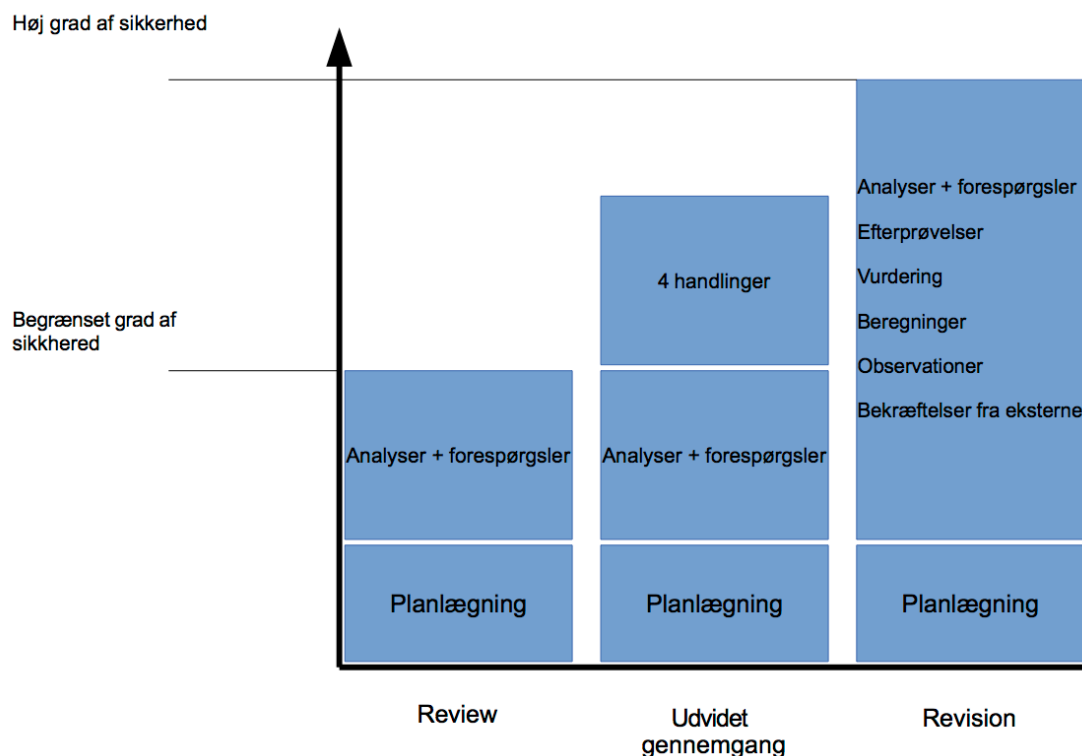 Høj grad af sikkerhed
Begrænset grad af
sikkhered
Analyser + forespørgsler
Planlægning
Review
4 handlinger
Analyser + forespørgsler
Planlægning
Udvidet
gennemgang
Analyser + forespørgsler
Efterprøvelser
Vurdering
Beregninger
Observationer
Bekræftelser fra eksterne
Planlægning
Revision